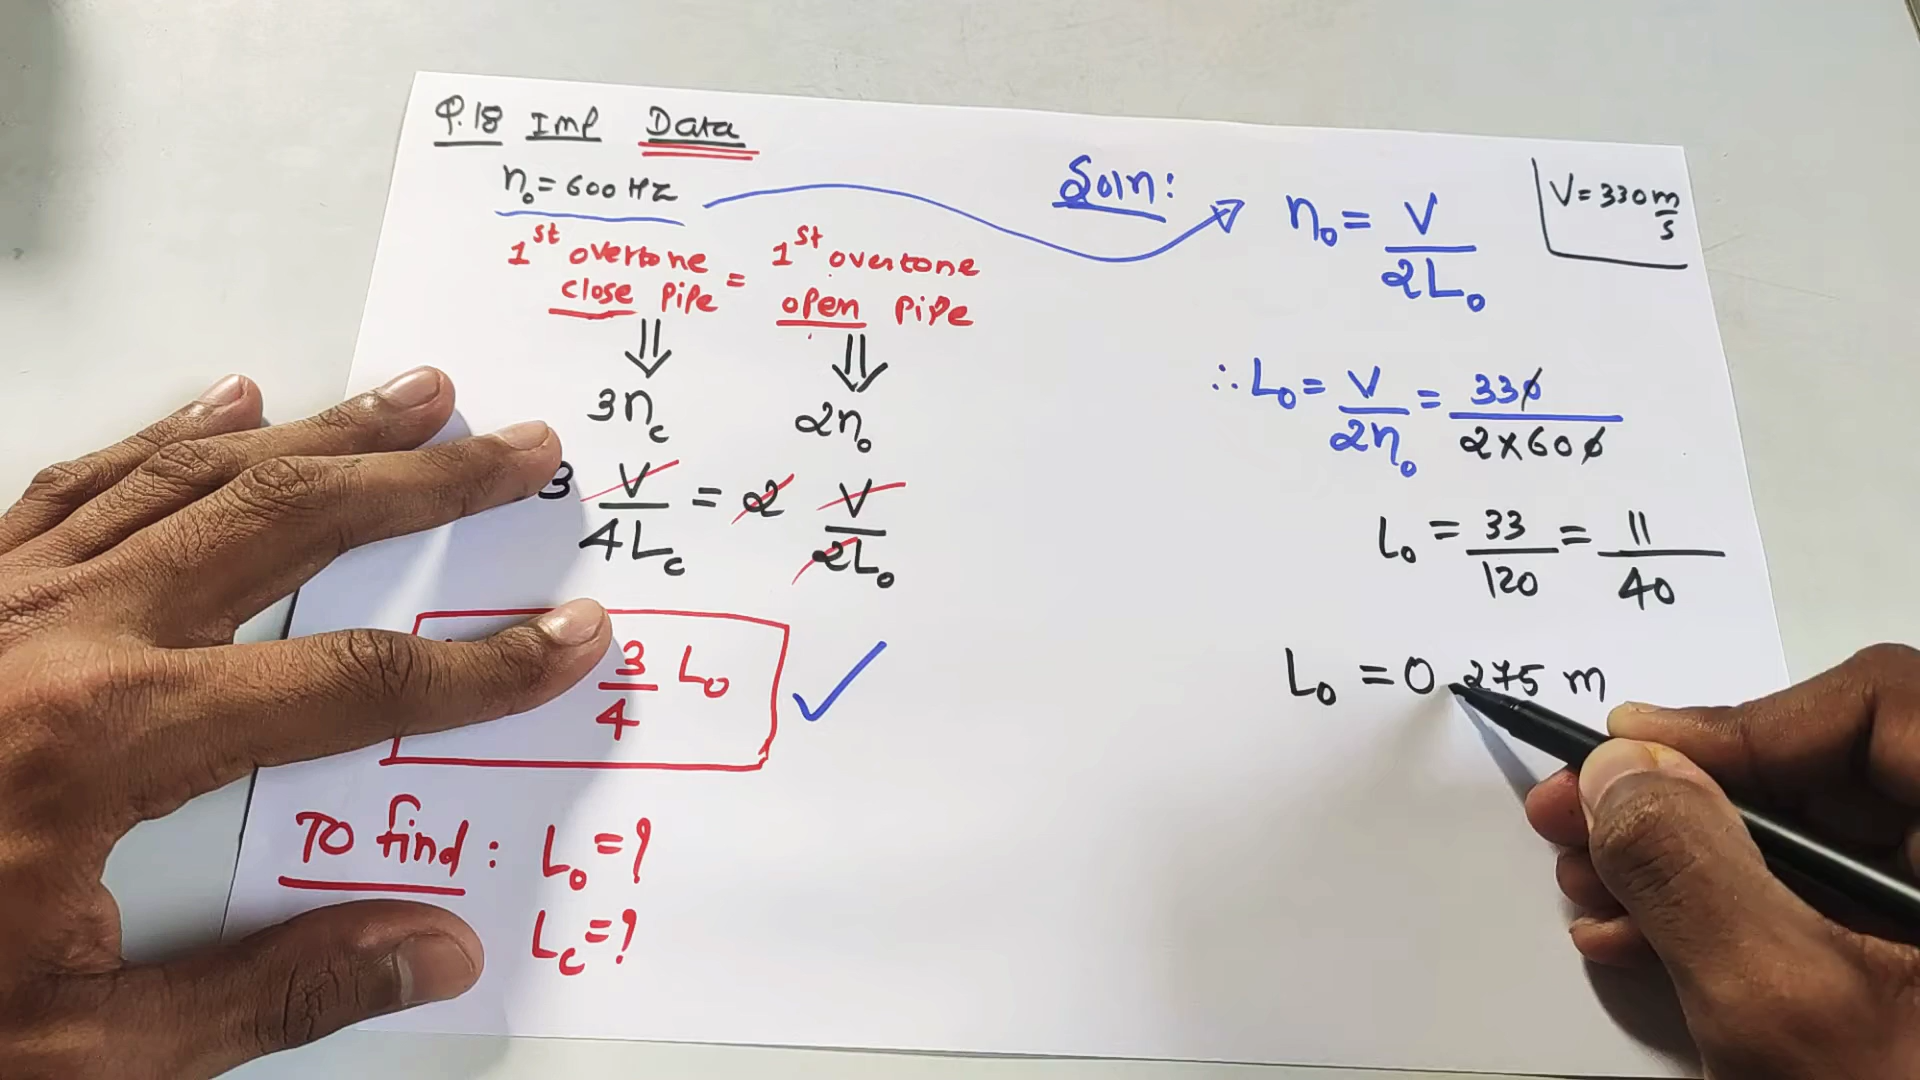 Q.18 Imp Data
n₀ = 600 Hz
1st overtone close pipe = 1st overtone open pipe
⇓ ⇓
3n_c 2n₀
3 V/4L_c = 2 V/2L₀
3/4 L₀ ✓
To find : L₀ = ?
L_c = ?
Soln :
V = 330 m/s
n₀ = V/2L₀
∴ L₀ = V/2n₀ = 330/2×600
L₀ = 33/120 = 11/40
L₀ = 0.275 m